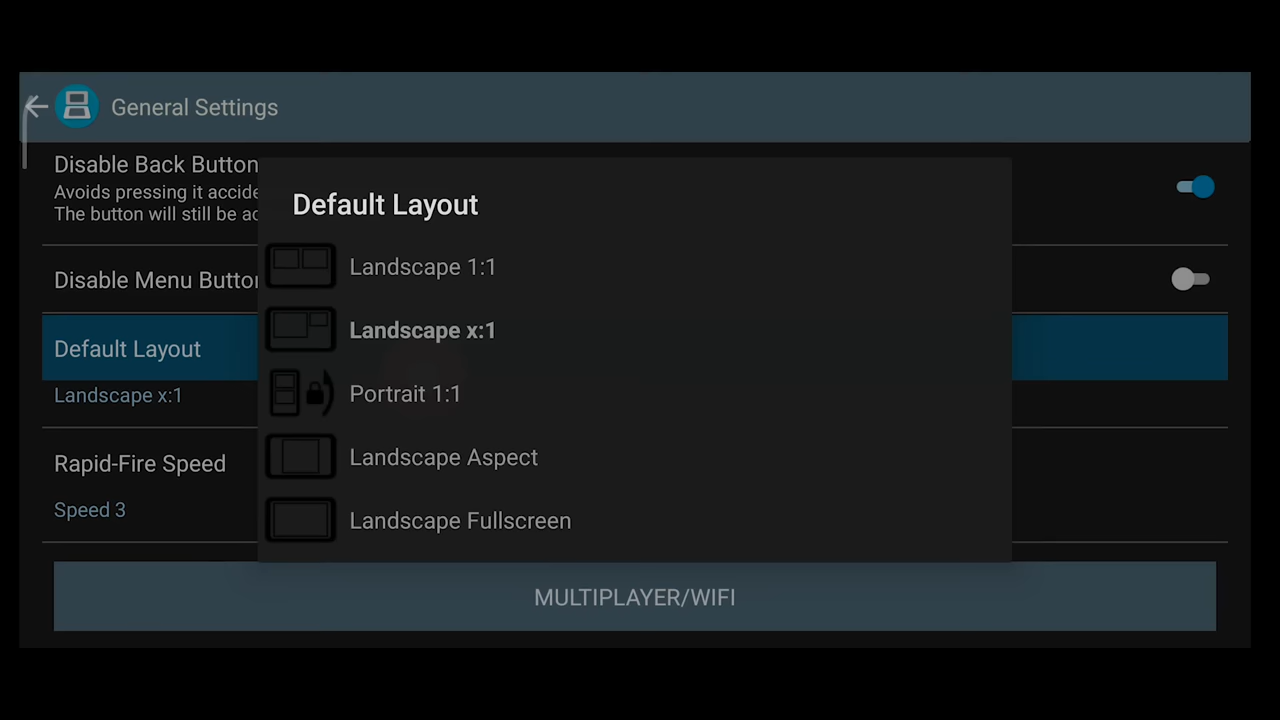 General Settings
Disable Back Button
Avoids pressing it accide
The button will still be ac
Default Layout
Landscape 1:1
Disable Menu Button
Landscape x:1
Default Layout
Landscape x:1
Portrait 1:1
Landscape Aspect
Rapid-Fire Speed
Speed 3
Landscape Fullscreen
MULTIPLAYER/WIFI